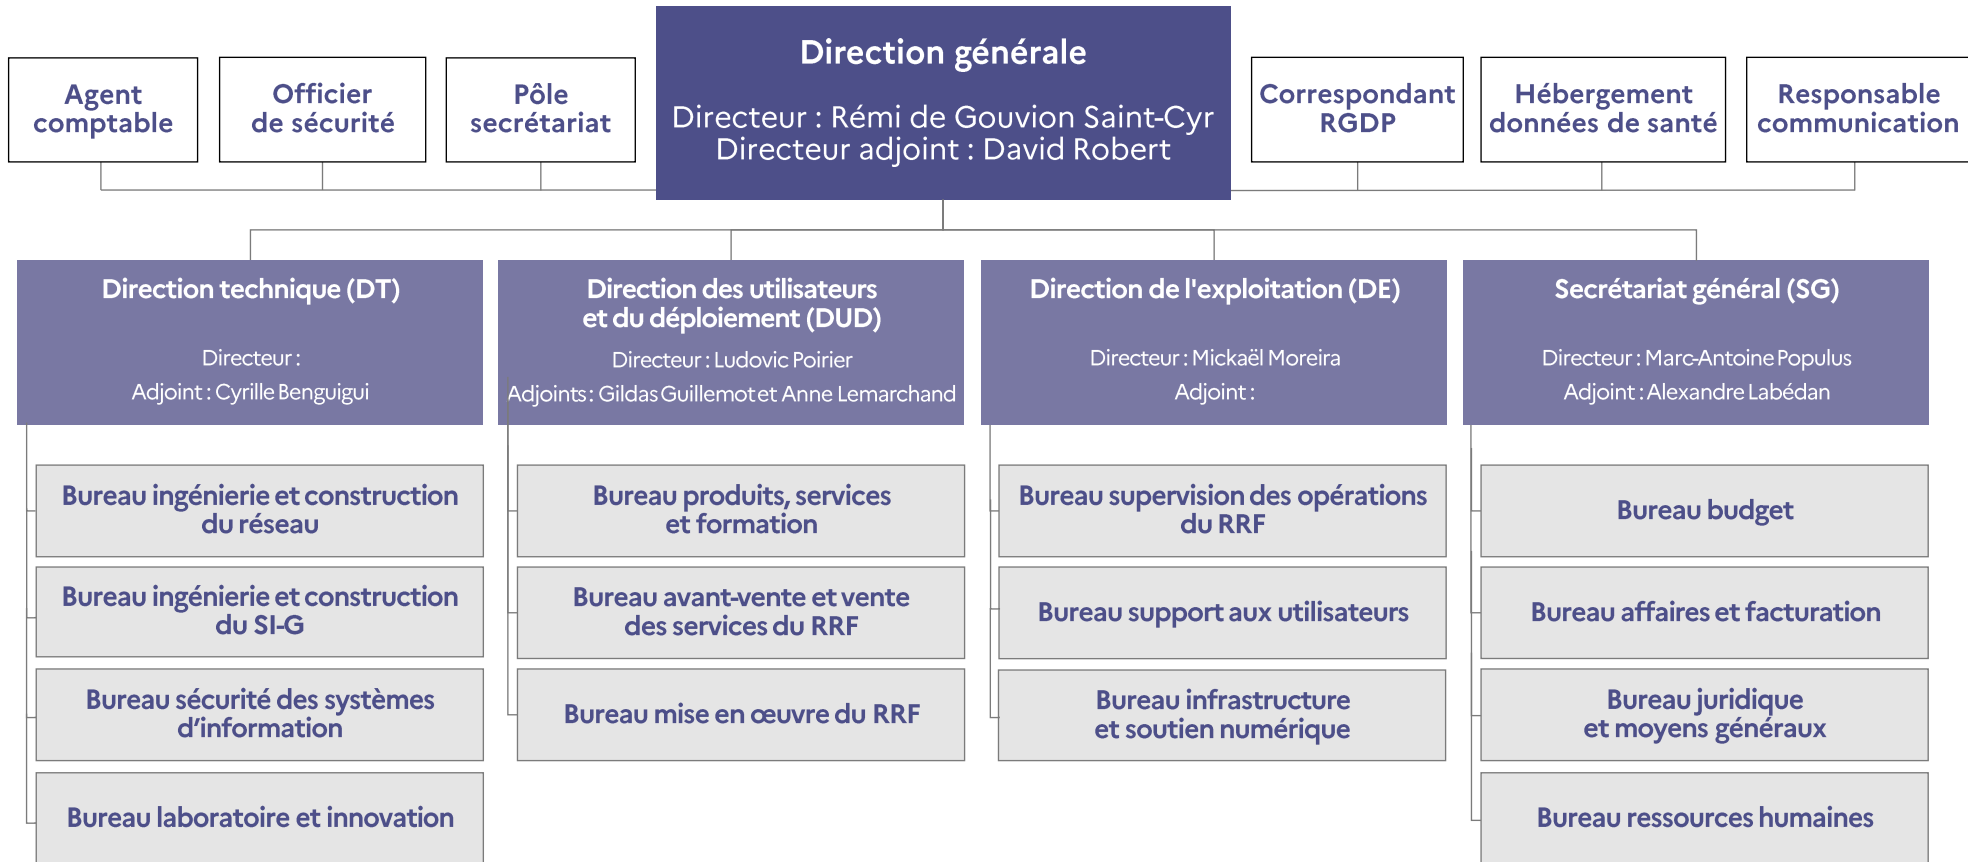 Direction générale
Directeur : Rémi de Gouvion Saint-Cyr
Directeur adjoint : David Robert
Agent
comptable
Officier
de sécurité
Pôle
secrétariat
Correspondant
RGDP
Hébergement
données de santé
Responsable
communication
Direction technique (DT)
Directeur :
Adjoint : Cyrille Benguigui
Bureau ingénierie et construction
du réseau
Bureau ingénierie et construction
du SI-G
Bureau sécurité des systèmes
d’information
Bureau laboratoire et innovation
Direction des utilisateurs
et du déploiement (DUD)
Directeur : Ludovic Poirier
Adjoints : Gildas Guillemot et Anne Lemarchand
Bureau produits, services
et formation
Bureau avant-vente et vente
des services du RRF
Bureau mise en œuvre du RRF
Direction de l'exploitation (DE)
Directeur : Mickaël Moreira
Adjoint :
Bureau supervision des opérations
du RRF
Bureau support aux utilisateurs
Bureau infrastructure
et soutien numérique
Secrétariat général (SG)
Directeur : Marc-Antoine Populus
Adjoint : Alexandre Labédan
Bureau budget
Bureau affaires et facturation
Bureau juridique
et moyens généraux
Bureau ressources humaines